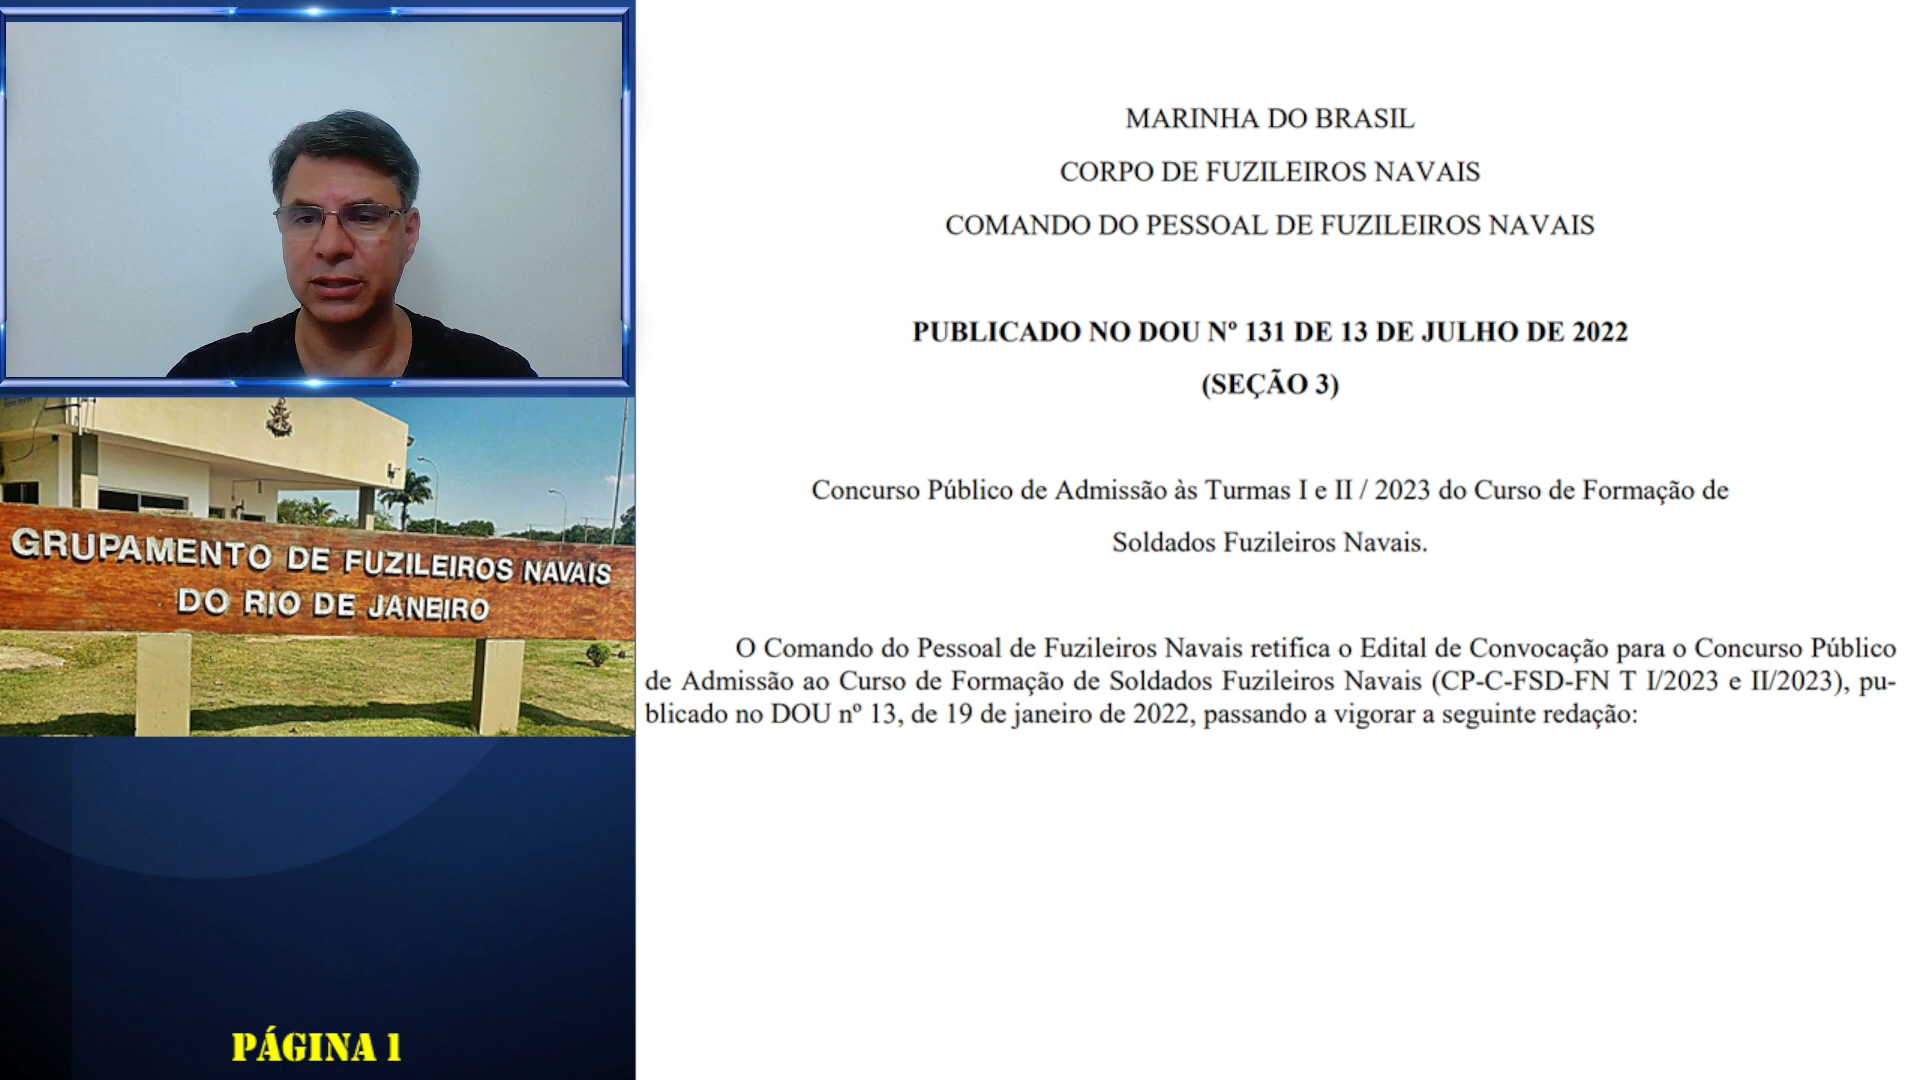 MARINHA DO BRASIL
CORPO DE FUZILEIROS NAVAIS
COMANDO DO PESSOAL DE FUZILEIROS NAVAIS
PUBLICADO NO DOU Nº 131 DE 13 DE JULHO DE 2022
(SEÇÃO 3)
Concurso Público de Admissão às Turmas I e II / 2023 do Curso de Formação de
Soldados Fuzileiros Navais.
O Comando do Pessoal de Fuzileiros Navais retifica o Edital de Convocação para o Concurso Público
de Admissão ao Curso de Formação de Soldados Fuzileiros Navais (CP-C-FSD-FN T I/2023 e II/2023), pu-
blicado no DOU nº 13, de 19 de janeiro de 2022, passando a vigorar a seguinte redação:
GRUPAMENTO DE FUZILEIROS NAVAIS
DO RIO DE JANEIRO
PÁGINA 1